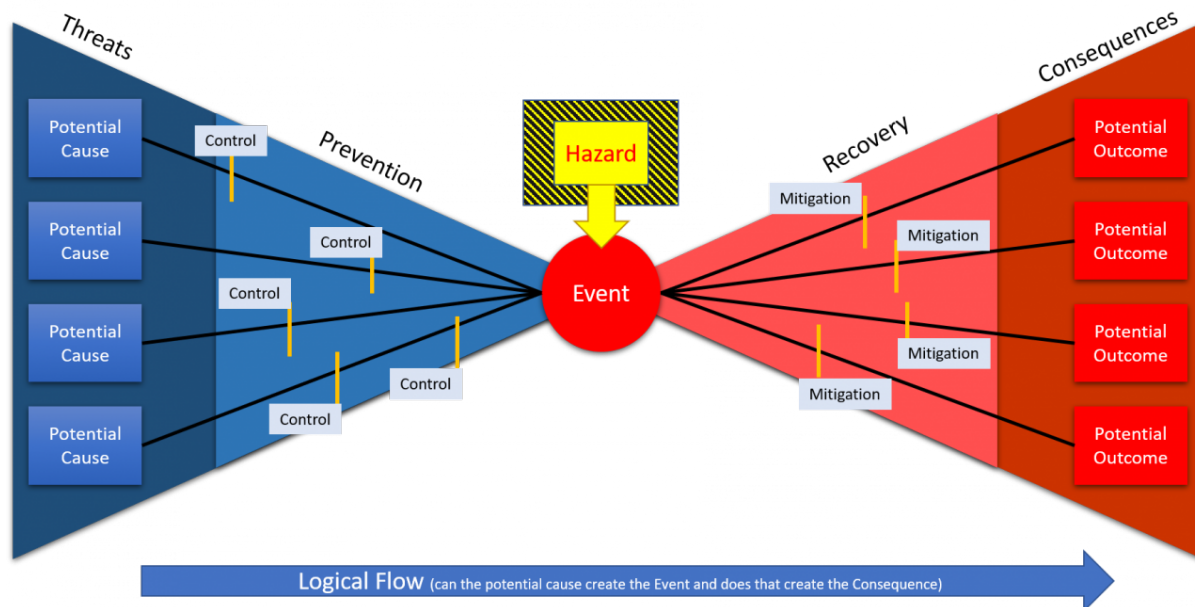 Threats
Prevention
Hazard
Recovery
Consequences
Potential
Cause
Potential
Cause
Potential
Cause
Potential
Cause
Control
Control
Control
Control
Control
Event
Mitigation
Mitigation
Mitigation
Mitigation
Potential
Outcome
Potential
Outcome
Potential
Outcome
Potential
Outcome
Logical Flow (can the potential cause create the Event and does that create the Consequence)